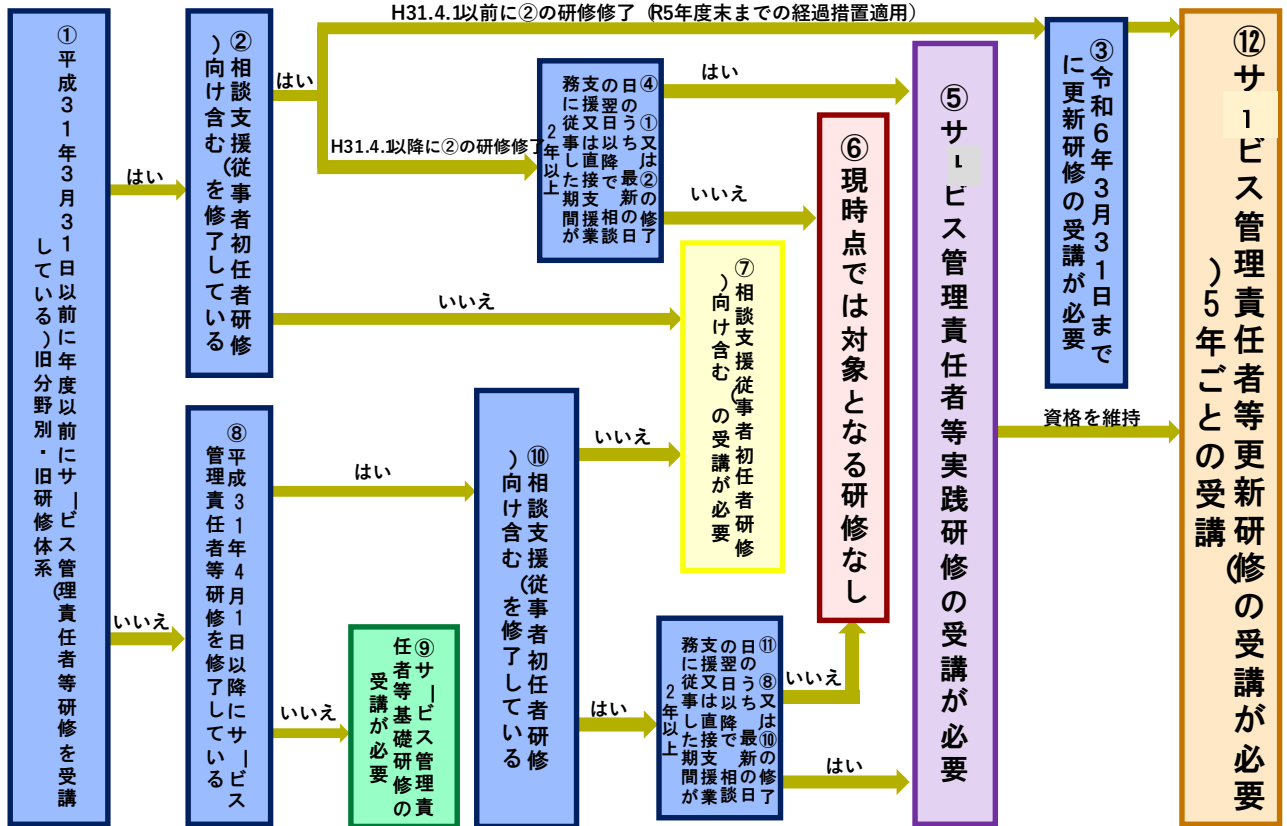 H31.4.1以前に②の研修修了（R5年度末までの経過措置適用）
①平成３１年３月３１日以前に年度以前にサービス管理責任者等研修を受講
している）旧分野別・旧研修体系(
はい
いいえ
②相談支援(従事者初任者研修
）向け含む を修了している
はい
H31.4.1以降に②の研修修了
いいえ
④ ①又は②の修了
日のうち 最新の日
の翌日以降で 相談
支援又は直接支援業
務に従事した期間が
2年以上
はい
いいえ
③令和６年３月３１日まで
に更新研修の受講が必要
⑤サービス管理責任者等実践研修の受講が必要
⑥現時点では対象となる研修なし
⑦相談支援従事者初任者研修
）向け含む( の受講が必要
⑧平成３１年４月１日以降にサービス
管理責任者等研修を修了している
はい
いいえ
⑨サービス管理責
任者等基礎研修の
受講が必要
⑩相談支援(従事者初任者研修
）向け含む を修了している
いいえ
はい
⑪ ⑧又は⑩の修了
日のうち 最新の日
の翌日以降で 相談
支援又は直接支援業
務に従事した期間が
2年以上
いいえ
はい
資格を維持
⑫サービス管理責任者等更新研(修の受講が必要
）５年ごとの受講